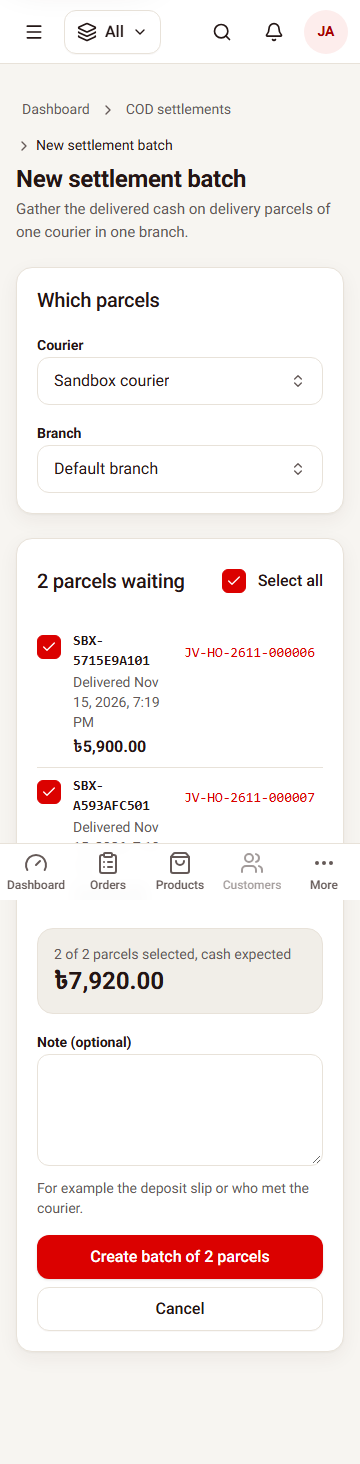 All
JA
Dashboard > COD settlements
> New settlement batch
New settlement batch
Gather the delivered cash on delivery parcels of
one courier in one branch.
Which parcels
Courier
Sandbox courier
Branch
Default branch
2 parcels waiting
Select all
SBX-
5715E9A101
JV-HO-2611-000006
Delivered Nov
15, 2026, 7:19
PM
৳5,900.00
SBX-
A593AFC501
JV-HO-2611-000007
Delivered Nov
Dashboard Orders Products Customers More
2 of 2 parcels selected, cash expected
৳7,920.00
Note (optional)
For example the deposit slip or who met the
courier.
Create batch of 2 parcels
Cancel